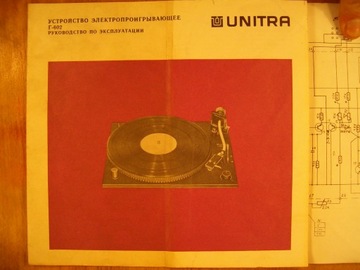 УСТРОЙСТВО ЭЛЕКТРОПРОИГРЫВАЮЩЕЕ
Г-602
РУКОВОДСТВО ПО ЭКСПЛУАТАЦИИ
UNITRA